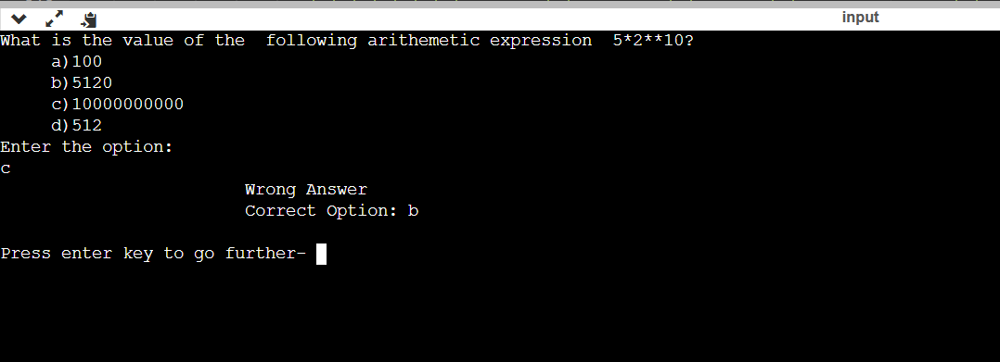 input
What is the value of the  following arithemetic expression  5*2**10?
a)100
b)5120
c)10000000000
d)512
Enter the option:
c
Wrong Answer
Correct Option: b
Press enter key to go further-